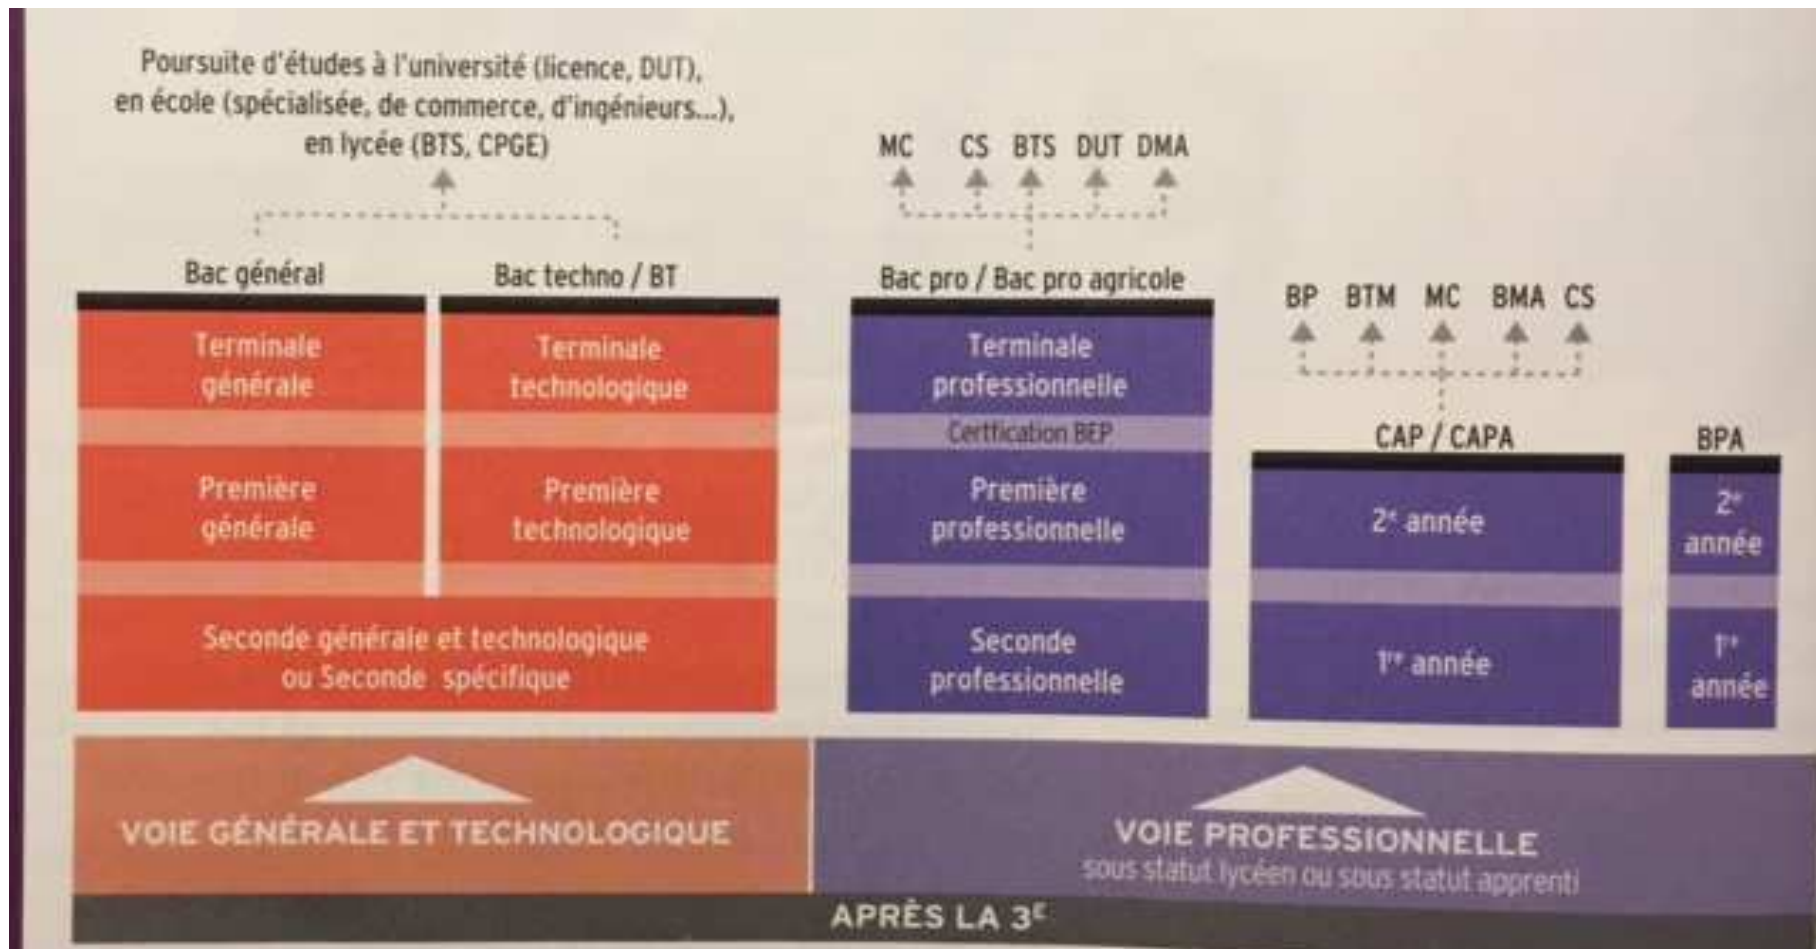 Poursuite d'études à l'université (licence, DUT),
en école (spécialisée, de commerce, d'ingénieurs...),
en lycée (BTS, CPGE)
MC CS BTS DUT DMA
Bac général
Bac techno / BT
Bac pro / Bac pro agricole
BP BTM MC BMA CS
Terminale
générale
Terminale
technologique
Terminale
professionnelle
Certfication BEP
CAP / CAPA
BPA
Première
générale
Première
technologique
Première
professionnelle
2e année
2e
année
Seconde générale et technologique
ou Seconde spécifique
Seconde
professionnelle
1re année
1re
année
VOIE GÉNÉRALE ET TECHNOLOGIQUE
VOIE PROFESSIONNELLE
sous statut lycéen ou sous statut apprenti
APRÈS LA 3E